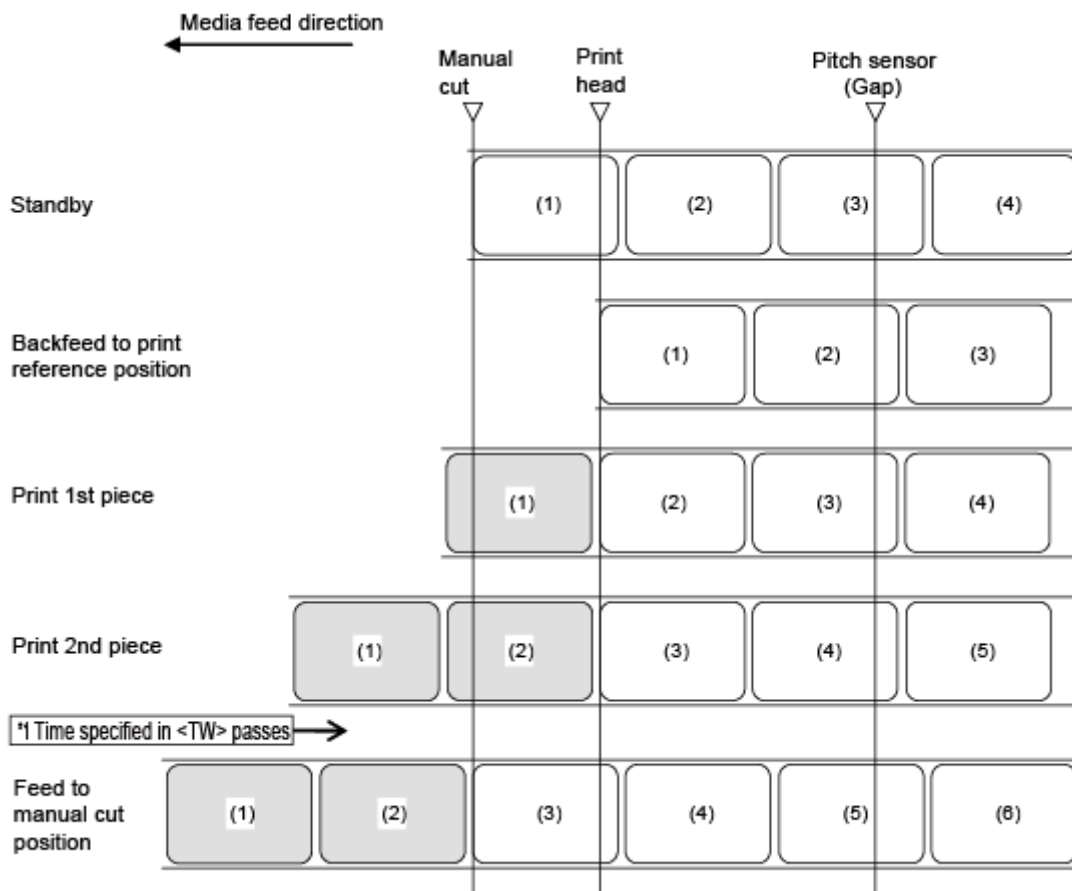 Media feed direction
Manual
cut
Print
head
Pitch sensor
(Gap)
Standby
(1)
(2)
(3)
(4)
Backfeed to print
reference position
(1)
(2)
(3)
Print 1st piece
(1)
(2)
(3)
(4)
Print 2nd piece
(1)
(2)
(3)
(4)
(5)
*1 Time specified in <TW> passes
Feed to
manual cut
position
(1)
(2)
(3)
(4)
(5)
(6)